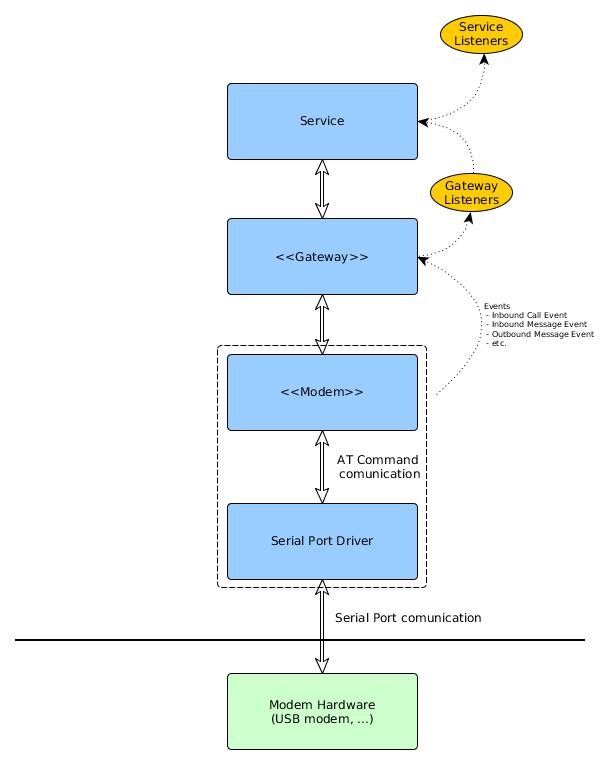 Service
Listeners
Service
Gateway
Listeners
<<Gateway>>
Events
- Inbound Call Event
- Inbound Message Event
- Outbound Message Event
- etc.
<<Modem>>
AT Command
comunication
Serial Port Driver
Serial Port comunication
Modem Hardware
(USB modem, ...)